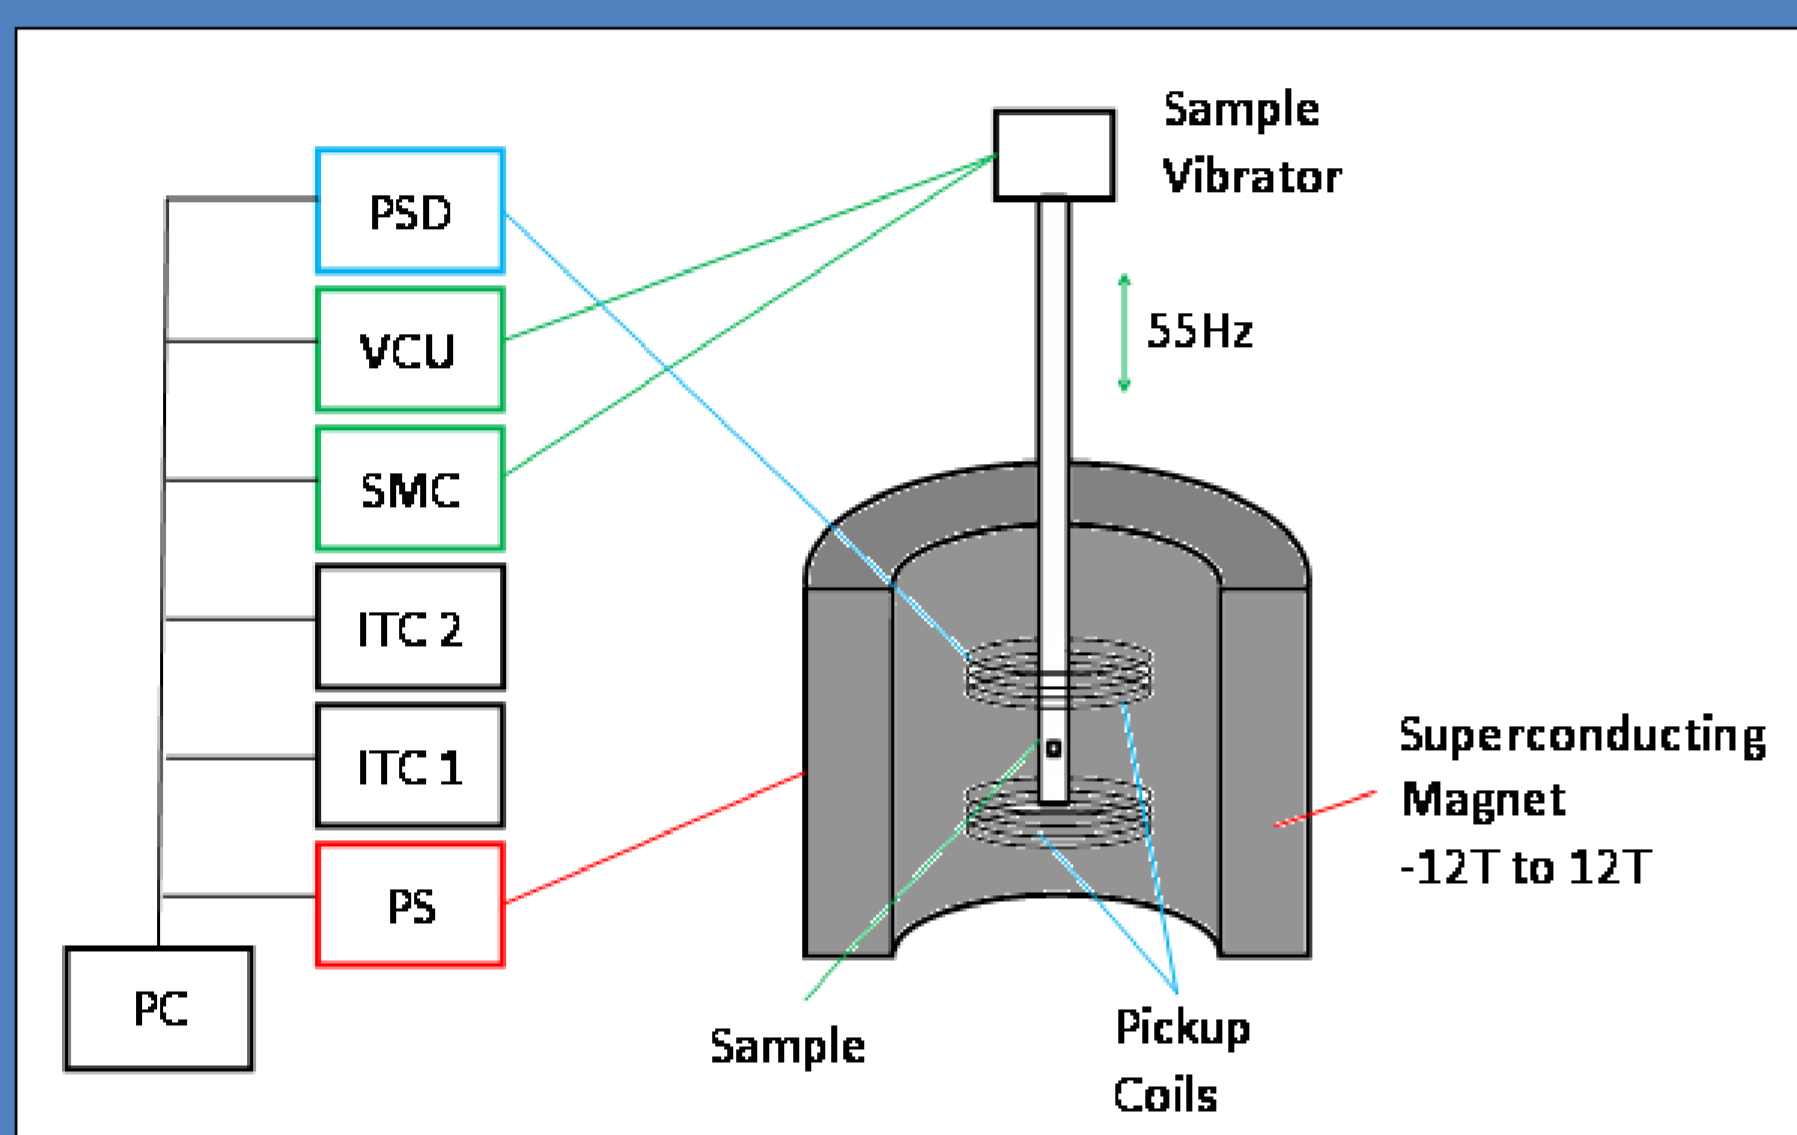 Sample
Vibrator
PSD
55Hz
VCU
SMC
ITC 2
ITC 1
Superconducting
Magnet
-12T to 12T
PS
PC
Sample
Pickup
Coils